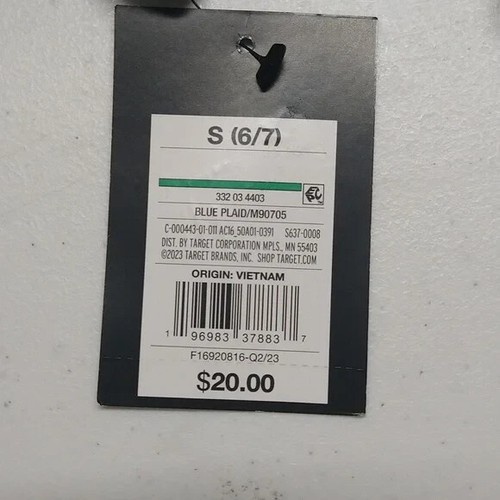 S (6/7)
332 03 4403
BLUE PLAID/M90705
C-000443-01-011 AC16_50A01-0391 S637-0008
DIST. BY TARGET CORPORATION MPLS., MN 55403
©2023 TARGET BRANDS, INC. SHOP TARGET.COM
ORIGIN: VIETNAM
1 96983 37883 7
F16920816-Q2/23
$20.00